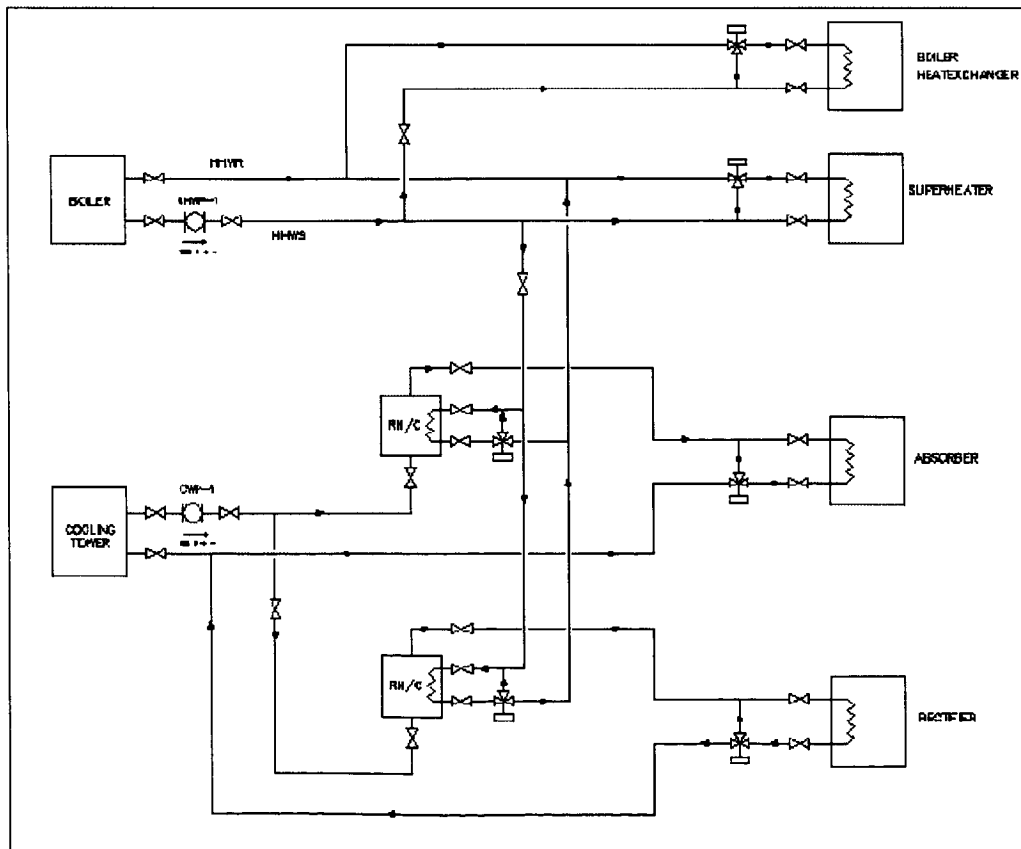 BOILER
HEATEXCHANGER
HHWR
BOILER
SUPERHEATER
HHWS
RH/C
ABSORBER
CWP-1
COOLING
TOWER
RH/C
RECTIFIER